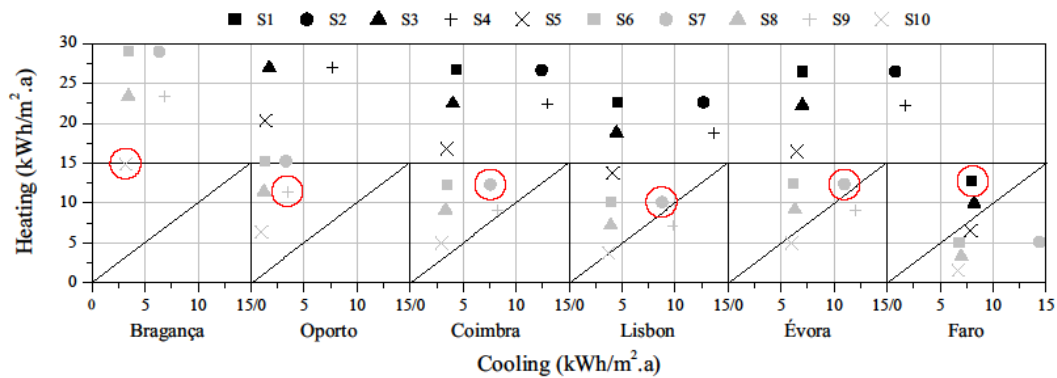 S1 S2 S3 S4 S5 S6 S7 S8 S9 S10
30
25
20
15
10
5
0
Heating (kWh/m².a)
0 5 10 15/0 5 10 15/0 5 10 15/0 5 10 15/0 5 10 15/0 5 10 15
Bragança Oporto Coimbra Lisbon Évora Faro
Cooling (kWh/m².a)